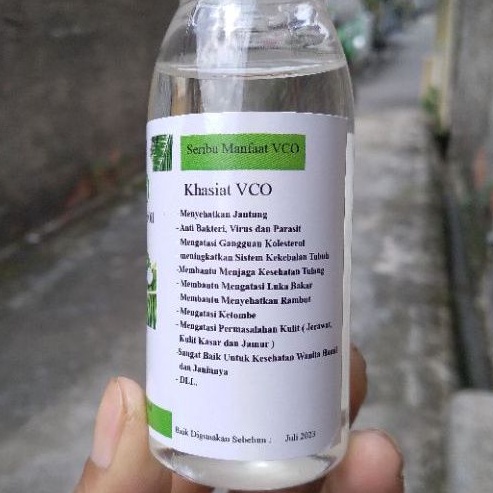 Seribu Manfaat VCO
Khasiat VCO
Menyehatkan Jantung
-Anti Bakteri, Virus dan Parasit
Mengatasi Gangguan Kolesterol
meningkatkan Sistem Kekebalan Tubuh
-Membantu Menjaga Kesehatan Tulang
- Membantu Mengatasi Luka Bakar
Membantu Menyehatkan Rambut
-Mengatasi Ketombe
-Mengatasi Permasalahan Kulit ( Jerawat,
Kulit Kasar dan Jamur )
-Sangat Baik Untuk Kesehatan Wanita Hamil
dan Janinnya
- DLL.
Baik Digunakan Sebelum : Juli 2023